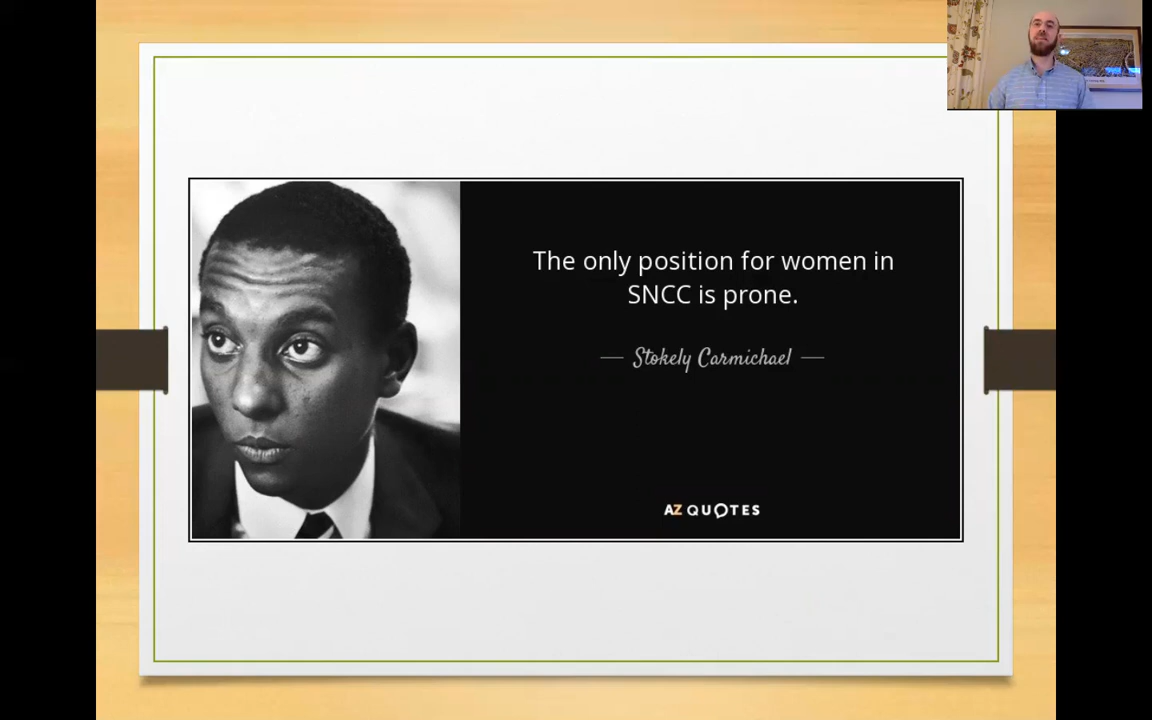 The only position for women in
SNCC is prone.
— Stokely Carmichael —
AZ QUOTES